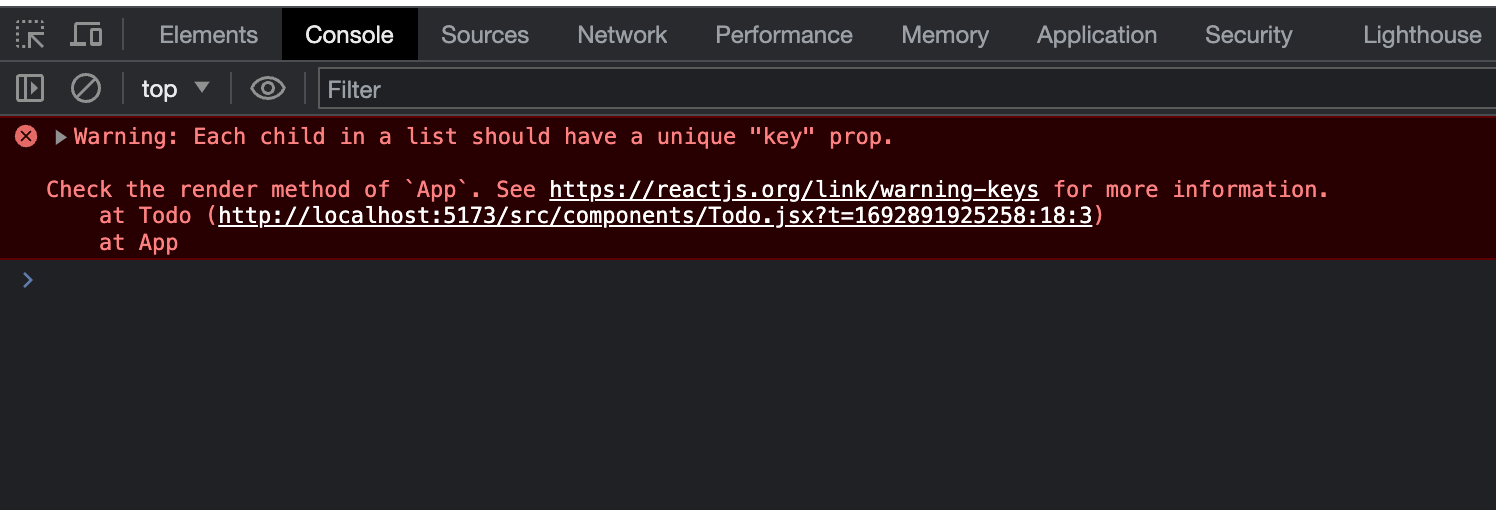 Elements Console Sources Network Performance Memory Application Security Lighthouse
top Filter
Warning: Each child in a list should have a unique "key" prop.
Check the render method of `App`. See https://reactjs.org/link/warning-keys for more information.
at Todo (http://localhost:5173/src/components/Todo.jsx?t=1692891925258:18:3)
at App